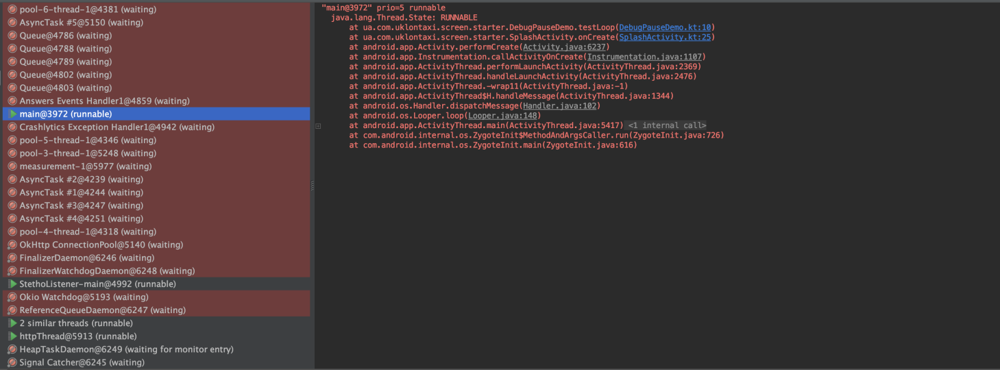 pool-6-thread-1@4381 (waiting)
AsyncTask #5@5150 (waiting)
Queue@4786 (waiting)
Queue@4788 (waiting)
Queue@4789 (waiting)
Queue@4802 (waiting)
Queue@4803 (waiting)
Answers Events Handler1@4859 (waiting)
main@3972 (runnable)
Crashlytics Exception Handler1@4942 (waiting)
pool-5-thread-1@4346 (waiting)
pool-3-thread-1@5248 (waiting)
measurement-1@5977 (waiting)
AsyncTask #2@4239 (waiting)
AsyncTask #1@4244 (waiting)
AsyncTask #3@4247 (waiting)
AsyncTask #4@4251 (waiting)
pool-4-thread-1@4318 (waiting)
OkHttp ConnectionPool@5140 (waiting)
FinalizerDaemon@6246 (waiting)
FinalizerWatchdogDaemon@6248 (waiting)
StethoListener-main@4992 (runnable)
Okio Watchdog@5193 (waiting)
ReferenceQueueDaemon@6247 (waiting)
2 similar threads (runnable)
httpThread@5913 (runnable)
HeapTaskDaemon@6249 (waiting for monitor entry)
Signal Catcher@6245 (waiting)
"main@3972" prio=5 runnable
java.lang.Thread.State: RUNNABLE
at ua.com.uklontaxi.screen.starter.DebugPauseDemo.testLoop(DebugPauseDemo.kt:10)
at ua.com.uklontaxi.screen.starter.SplashActivity.onCreate(SplashActivity.kt:25)
at android.app.Activity.performCreate(Activity.java:6237)
at android.app.Instrumentation.callActivityOnCreate(Instrumentation.java:1107)
at android.app.ActivityThread.performLaunchActivity(ActivityThread.java:2369)
at android.app.ActivityThread.handleLaunchActivity(ActivityThread.java:2476)
at android.app.ActivityThread.-wrap11(ActivityThread.java:-1)
at android.app.ActivityThread$H.handleMessage(ActivityThread.java:1344)
at android.os.Handler.dispatchMessage(Handler.java:102)
at android.os.Looper.loop(Looper.java:148)
at android.app.ActivityThread.main(ActivityThread.java:5417) <1 internal call>
at com.android.internal.os.ZygoteInit$MethodAndArgsCaller.run(ZygoteInit.java:726)
at com.android.internal.os.ZygoteInit.main(ZygoteInit.java:616)